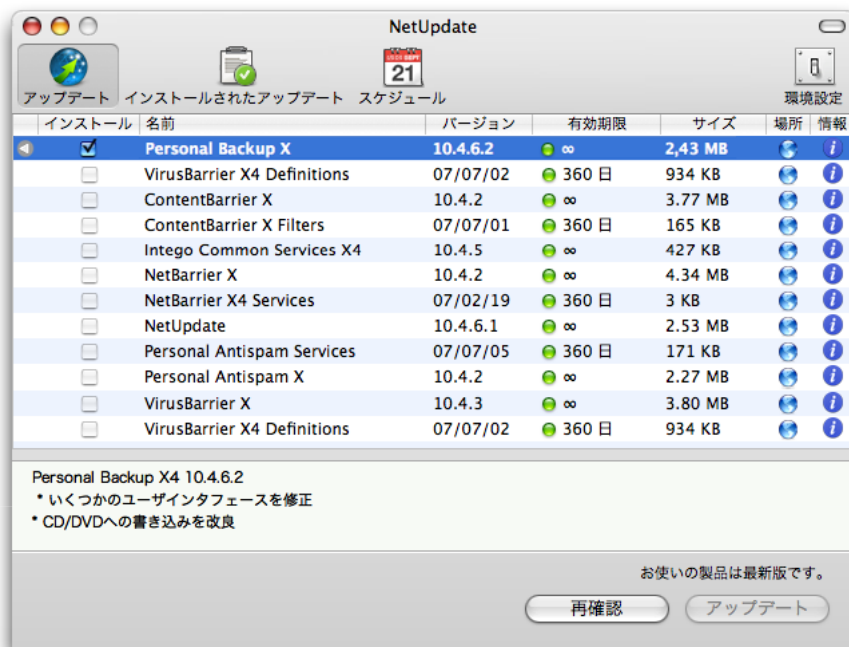 NetUpdate
アップデート インストールされたアップデート スケジュール 環境設定
21
インストール 名前 バージョン 有効期限 サイズ 場所 情報
Personal Backup X 10.4.6.2 ∞ 2,43 MB
VirusBarrier X4 Definitions 07/07/02 360 日 934 KB
ContentBarrier X 10.4.2 ∞ 3.77 MB
ContentBarrier X Filters 07/07/01 360 日 165 KB
Intego Common Services X4 10.4.5 ∞ 427 KB
NetBarrier X 10.4.2 ∞ 4.34 MB
NetBarrier X4 Services 07/02/19 360 日 3 KB
NetUpdate 10.4.6.1 ∞ 2.53 MB
Personal Antispam Services 07/07/05 360 日 171 KB
Personal Antispam X 10.4.2 ∞ 2.27 MB
VirusBarrier X 10.4.3 ∞ 3.80 MB
VirusBarrier X4 Definitions 07/07/02 360 日 934 KB
Personal Backup X4 10.4.6.2
* いくつかのユーザインタフェースを修正
* CD/DVDへの書き込みを改良
お使いの製品は最新版です。
再確認 アップデート